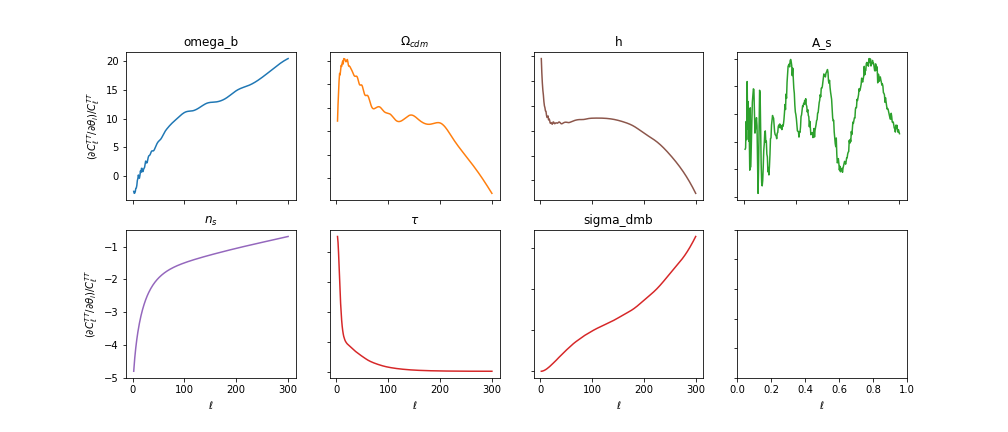 omega_b
Ω_cdm
h
A_s
(∂C_ℓ^TT/∂θ_i)/C_ℓ^TT
20
15
10
5
0
n_s
τ
sigma_dmb
(∂C_ℓ^TT/∂θ_i)/C_ℓ^TT
−1
−2
−3
−4
−5
0 100 200 300
0 100 200 300
0 100 200 300
0.0 0.2 0.4 0.6 0.8 1.0
ℓ
ℓ
ℓ
ℓ